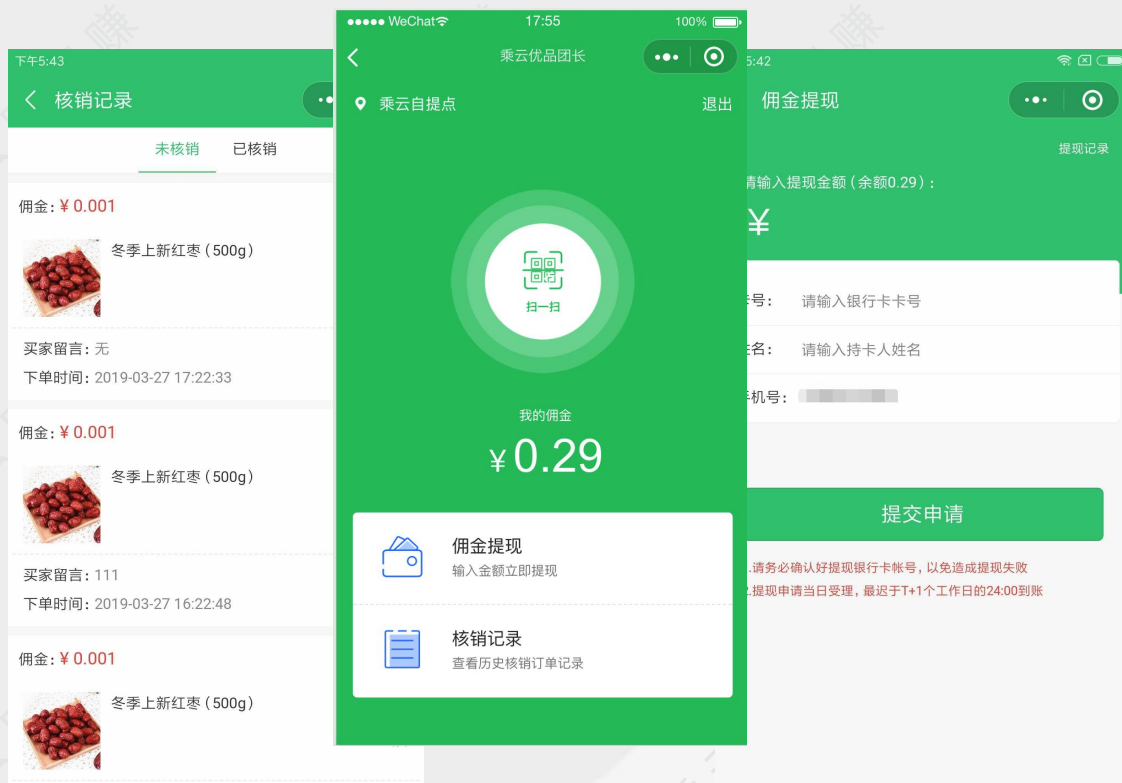 下午5:43
核销记录
未核销 已核销
佣金:￥0.001
冬季上新红枣(500g)
买家留言:无
下单时间:2019-03-27 17:22:33
佣金:￥0.001
冬季上新红枣(500g)
买家留言:111
下单时间:2019-03-27 16:22:48
佣金:￥0.001
冬季上新红枣(500g)
WeChat 17:55 100%
乘云优品团长
乘云自提点 退出
扫一扫
我的佣金
￥0.29
佣金提现
输入金额立即提现
核销记录
查看历史核销订单记录
5:42
佣金提现
提现记录
请输入提现金额(余额0.29):
￥
卡号: 请输入银行卡卡号
姓名: 请输入持卡人姓名
手机号:
提交申请
1.请务必确认好提现银行卡帐号,以免造成提现失败
2.提现申请当日受理,最迟于T+1个工作日的24:00到账